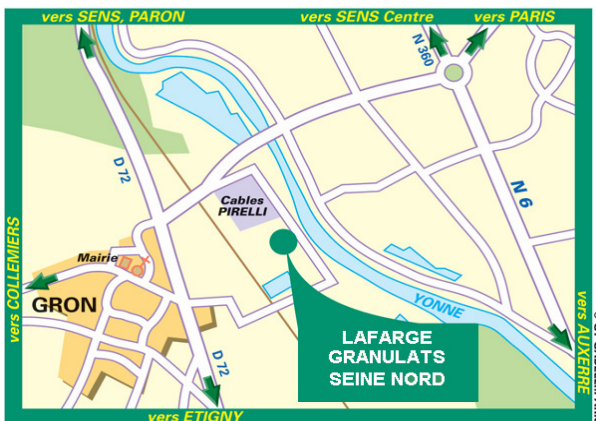 vers SENS, PARON
vers SENS Centre
vers PARIS
N 360
D 72
N 6
Cables
PIRELLI
Mairie
vers COLLEMIERS
GRON
YONNE
LAFARGE
GRANULATS
SEINE NORD
D 72
vers AUXERRE
vers ETIGNY